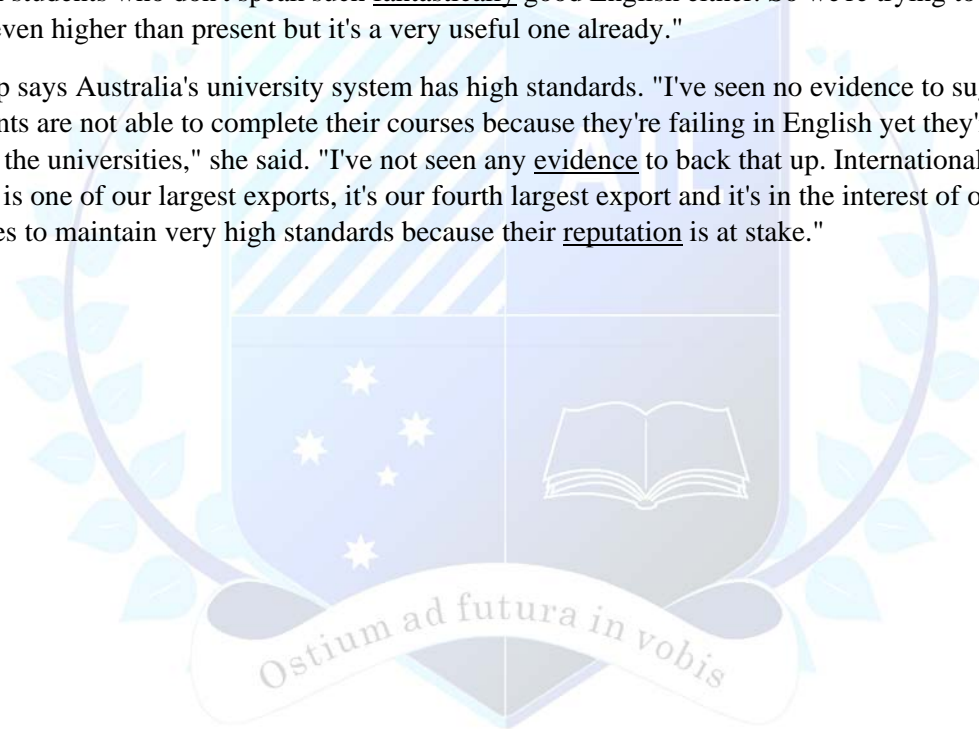 students who don't speak such fantastically good English either. So we're trying to
even higher than present but it's a very useful one already."
p says Australia's university system has high standards. "I've seen no evidence to su
nts are not able to complete their courses because they're failing in English yet they'
the universities," she said. "I've not seen any evidence to back that up. International
is one of our largest exports, it's our fourth largest export and it's in the interest of o
es to maintain very high standards because their reputation is at stake."
AIL
Ostium ad futura in vobis